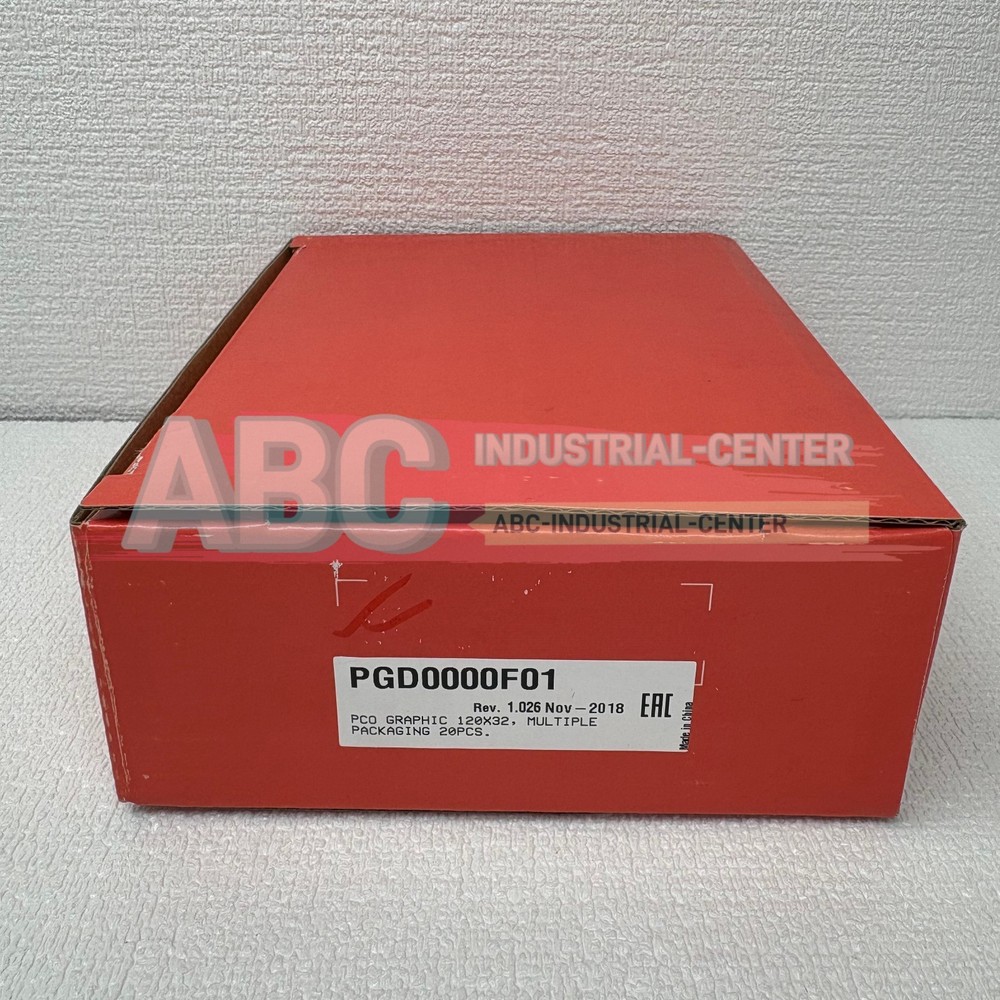 ABC
INDUSTRIAL-CENTER
ABC-INDUSTRIAL-CENTER
PGD0000F01
Rev. 1.026 Nov-2018
EAC
PCO GRAPHIC 120X32, MULTIPLE
PACKAGING 20PCS.
Made in China